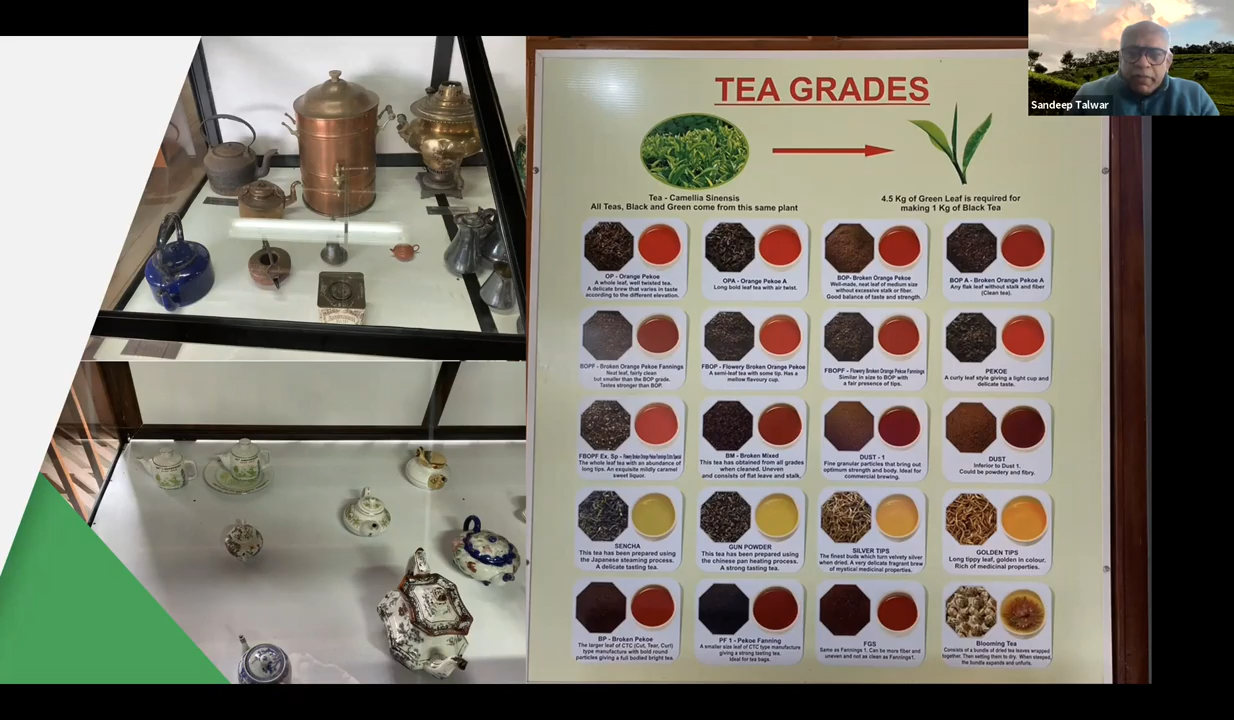 Sandeep Talwar
TEA GRADES
Tea - Camellia Sinensis
All Teas, Black and Green come from this same plant
4.5 Kg of Green Leaf is required for
making 1 Kg of Black Tea
OP - Orange Pekoe
A whole leaf, well twisted tea.
A delicate brew that varies in taste
according to the different elevation.
OPA - Orange Pekoe A
Long bold leaf tea with air twist.
BOP- Broken Orange Pekoe
Well-made, neat leaf of medium size
without excessive stalk or fiber.
Good balance of taste and strength.
BOP A - Broken Orange Pekoe A
Any flak leaf without stalk and fiber
(Clean tea).
BOPF - Broken Orange Pekoe Fannings
Neat leaf, fairly clean
but smaller than the BOP grade.
Tastes stronger than BOP.
FBOP - Flowery Broken Orange Pekoe
A semi-leaf tea with some tip. Has a
mellow flavoury cup.
FBOPF - Flowery Broken Orange Pekoe Fannings
Similar in size to BOP with
a fair presence of tips.
PEKOE
A curly leaf style giving a light cup and
delicate taste.
FBOPF Ex. Sp - Flowery Broken Orange Pekoe Fannings Extra Special
The whole leaf tea with an abundance of
long tips. An exquisite mildly caramel
sweet liquor.
BM - Broken Mixed
This tea has obtained from all grades
when cleaned. Uneven
and consists of flat leave and stalk.
DUST - 1
Fine granular particles that bring out
optimum strength and body. Ideal for
commercial brewing.
DUST
Inferior to Dust 1.
Could be powdery and fibry.
SENCHA
This tea has been prepared using
the Japanese steaming process.
A delicate tasting tea.
GUN POWDER
This tea has been prepared using
the chinese pan heating process.
A strong tasting tea.
SILVER TIPS
The finest buds which turn velvety silver
when dried. A very delicate fragrant brew
of mystical medicinal properties.
GOLDEN TIPS
Long tippy leaf, golden in colour.
Rich of medicinal properties.
BP - Broken Pekoe
The larger leaf of CTC (Cut, Tear, Curl)
type manufacture with bold round
particles giving a full bodied bright tea.
PF 1 - Pekoe Fanning
A smaller size leaf of CTC type manufacture
giving a strong tasting tea.
Ideal for tea bags.
FGS
Same as Fannings 1. Can be more fiber and
uneven and not as clean as Fannings1.
Blooming Tea
Consists of a bundle of dried tea leaves wrapped
together. Then setting them to dry. When steeped,
the bundle expands and unfurls.